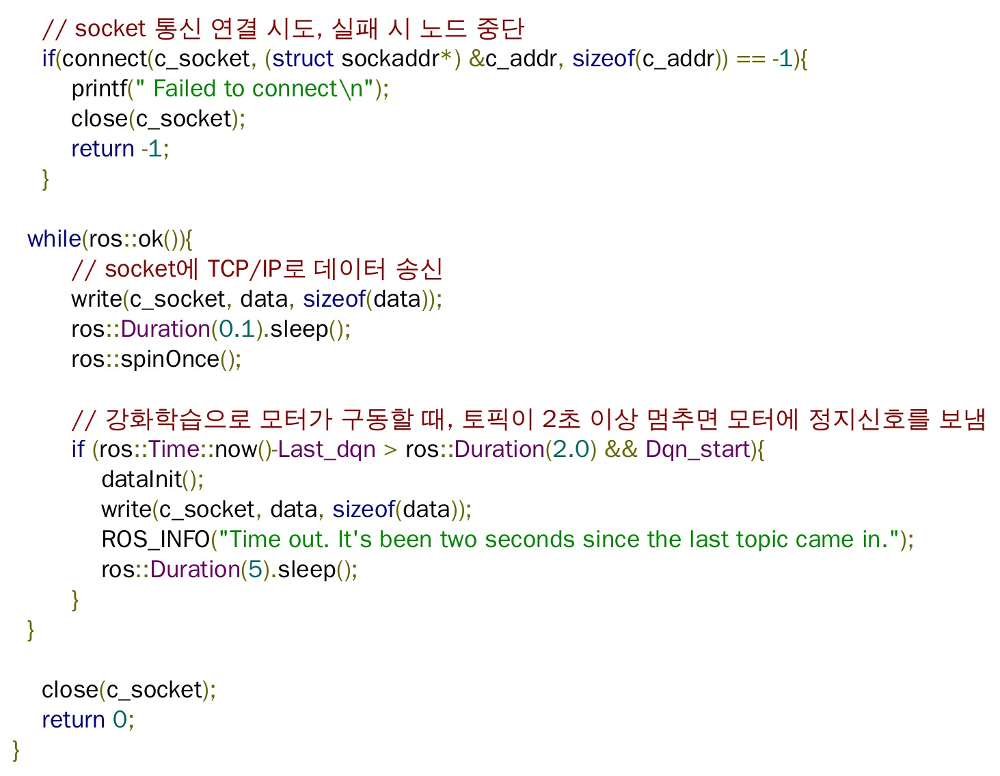 // socket 통신 연결 시도, 실패 시 노드 중단
if(connect(c_socket, (struct sockaddr*) &c_addr, sizeof(c_addr)) == -1){
printf(" Failed to connect\n");
close(c_socket);
return -1;
}
while(ros::ok()){
// socket에 TCP/IP로 데이터 송신
write(c_socket, data, sizeof(data));
ros::Duration(0.1).sleep();
ros::spinOnce();
// 강화학습으로 모터가 구동할 때, 토픽이 2초 이상 멈추면 모터에 정지신호를 보냄
if (ros::Time::now()-Last_dqn > ros::Duration(2.0) && Dqn_start){
dataInit();
write(c_socket, data, sizeof(data));
ROS_INFO("Time out. It's been two seconds since the last topic came in.");
ros::Duration(5).sleep();
}
}
close(c_socket);
return 0;
}